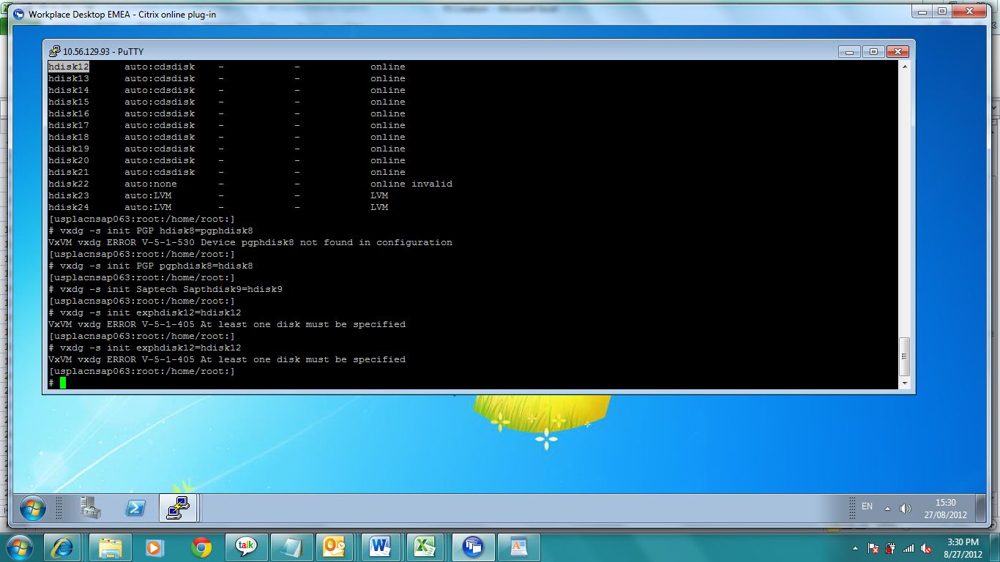 Workplace Desktop EMEA - Citrix online plug-in
10.56.129.93 - PuTTY
hdisk12 auto:cdsdisk - - online
hdisk13 auto:cdsdisk - - online
hdisk14 auto:cdsdisk - - online
hdisk15 auto:cdsdisk - - online
hdisk16 auto:cdsdisk - - online
hdisk17 auto:cdsdisk - - online
hdisk18 auto:cdsdisk - - online
hdisk19 auto:cdsdisk - - online
hdisk20 auto:cdsdisk - - online
hdisk21 auto:cdsdisk - - online
hdisk22 auto:none - - online invalid
hdisk23 auto:LVM - - LVM
hdisk24 auto:LVM - - LVM
[usplacnsap063:root:/home/root:]
# vxdg -s init PGP hdisk8=pgphdisk8
VxVM vxdg ERROR V-5-1-530 Device pgphdisk8 not found in configuration
[usplacnsap063:root:/home/root:]
# vxdg -s init PGP pgphdisk8=hdisk8
[usplacnsap063:root:/home/root:]
# vxdg -s init Saptech Sapthdisk9=hdisk9
[usplacnsap063:root:/home/root:]
# vxdg -s init exphdisk12=hdisk12
VxVM vxdg ERROR V-5-1-405 At least one disk must be specified
[usplacnsap063:root:/home/root:]
# vxdg -s init exphdisk12=hdisk12
VxVM vxdg ERROR V-5-1-405 At least one disk must be specified
[usplacnsap063:root:/home/root:]
#
EN
15:30
27/08/2012
talk
3:30 PM
8/27/2012